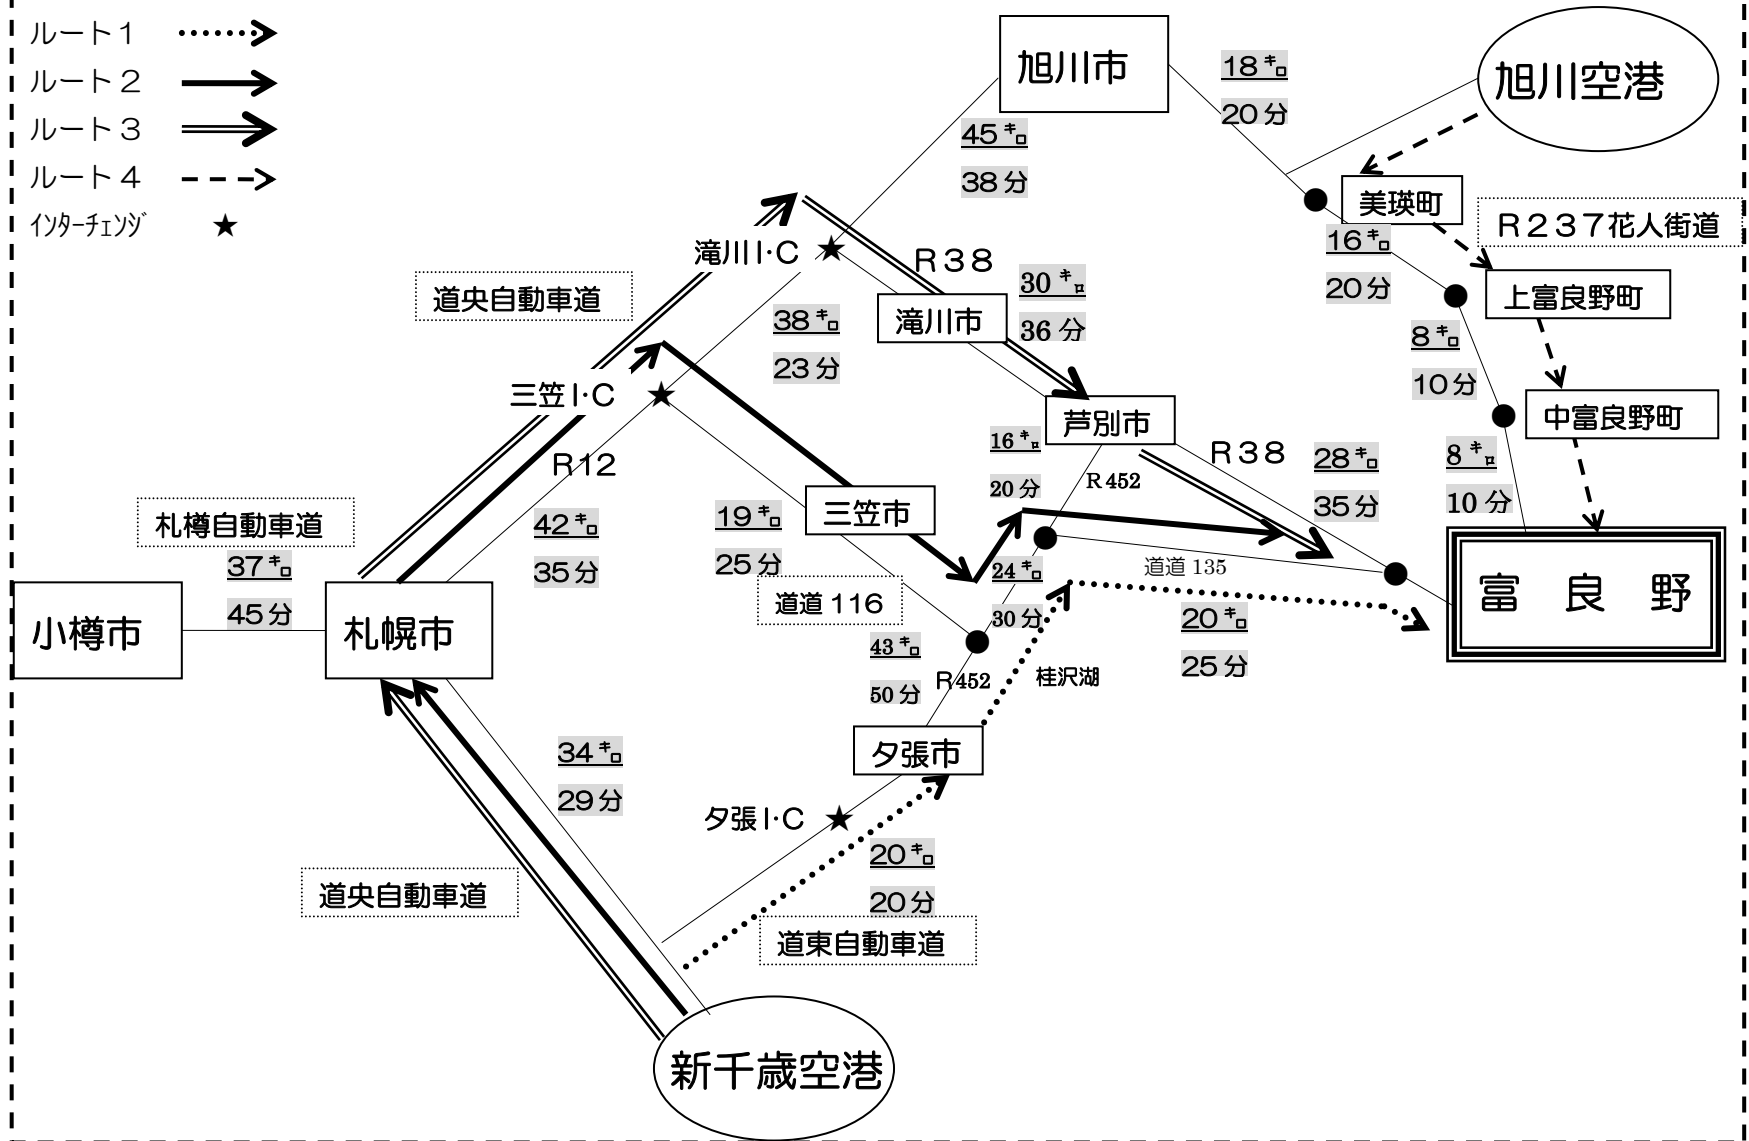 ルート１
ルート２
ルート３
ルート４
ｲﾝﾀｰﾁｪﾝｼﾞ ★
旭川市
18㌔
20分
旭川空港
45㌔
38分
美瑛町
Ｒ２３７花人街道
16㌔
20分
滝川I･C
Ｒ３８
道央自動車道
30㌔
36分
上富良野町
38㌔
23分
滝川市
8㌔
10分
三笠I･C
芦別市
中富良野町
16㌔
20分
Ｒ452
Ｒ３８
28㌔
35分
8㌔
10分
Ｒ12
札樽自動車道
37㌔
45分
42㌔
35分
19㌔
25分
三笠市
24㌔
30分
道道135
道道116
20㌔
25分
富　良　野
小樽市
札幌市
43㌔
50分
Ｒ452
桂沢湖
34㌔
29分
夕張市
夕張I･C
20㌔
20分
道央自動車道
道東自動車道
新千歳空港